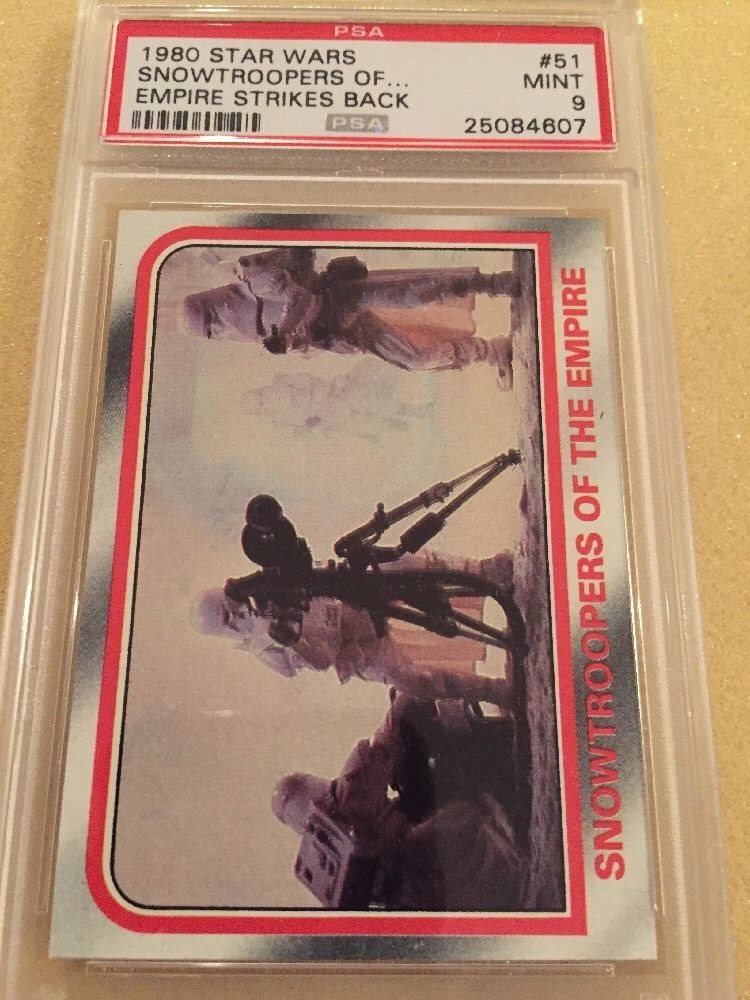 PSA
1980 STAR WARS #51
SNOWTROOPERS OF... MINT
EMPIRE STRIKES BACK 9
PSA 25084607
SNOWTROOPERS OF THE EMPIRE